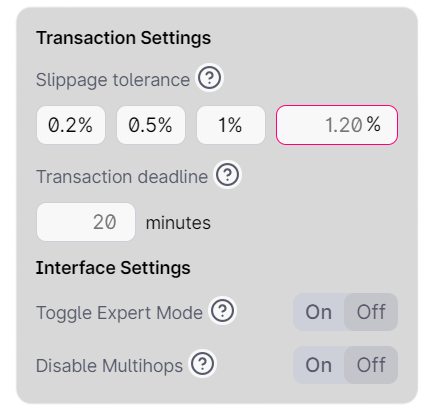 Transaction Settings
Slippage tolerance ?
0.2% 0.5% 1% 1.20 %
Transaction deadline ?
20 minutes
Interface Settings
Toggle Expert Mode ? On Off
Disable Multihops ? On Off